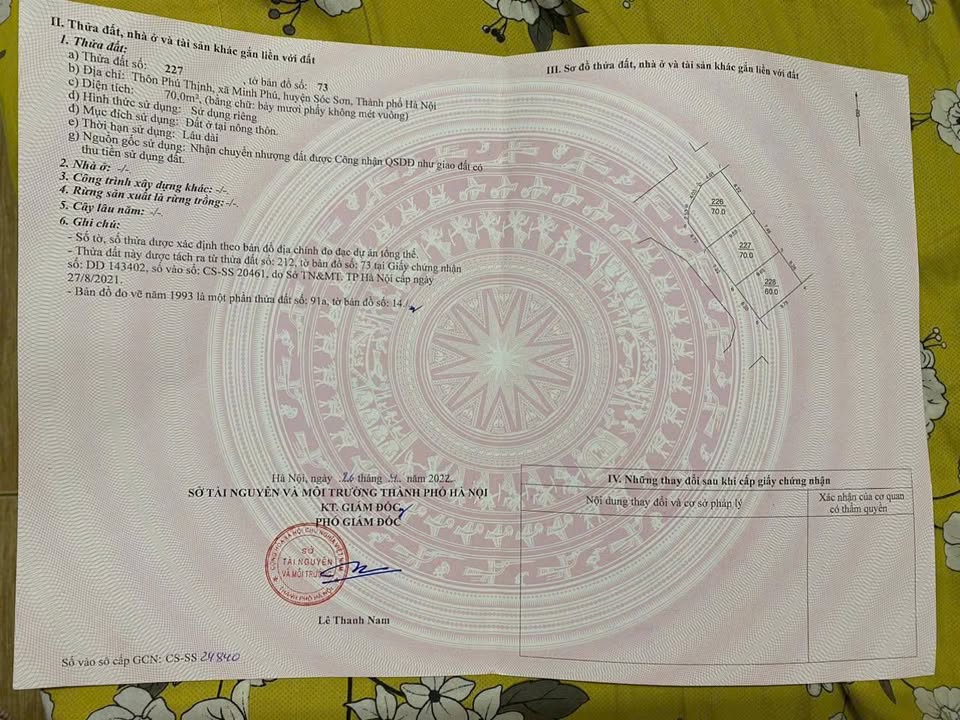 II. Thửa đất, nhà ở và tài sản khác gắn liền với đất
1. Thửa đất:
a) Thửa đất số: 227 , tờ bản đồ số: 73
b) Địa chỉ: Thôn Phú Thịnh, xã Minh Phú, huyện Sóc Sơn, Thành phố Hà Nội
c) Diện tích: 70,0m², (bằng chữ: bảy mươi phẩy không mét vuông)
d) Hình thức sử dụng: Sử dụng riêng
đ) Mục đích sử dụng: Đất ở tại nông thôn.
e) Thời hạn sử dụng: Lâu dài
g) Nguồn gốc sử dụng: Nhận chuyển nhượng đất được Công nhận QSDĐ như giao đất có
thu tiền sử dụng đất.
2. Nhà ở: -/-
3. Công trình xây dựng khác: -/-
4. Rừng sản xuất là rừng trồng: -/-
5. Cây lâu năm: -/-
6. Ghi chú:
- Số tờ, số thửa được xác định theo bản đồ địa chính đo đạc dự án tổng thể.
- Thửa đất này được tách ra từ thửa đất số: 212, tờ bản đồ số: 73 tại Giấy chứng nhận
số: DD 143402, số vào sổ: CS-SS 20461, do Sở TN&MT. TP.Hà Nội cấp ngày
27/8/2021.
- Bản đồ đo vẽ năm 1993 là một phần thửa đất số: 91a, tờ bản đồ số: 14./.
Hà Nội, ngày 26 tháng năm 2022
SỞ TÀI NGUYÊN VÀ MÔI TRƯỜNG THÀNH PHỐ HÀ NỘI
KT. GIÁM ĐỐC
PHÓ GIÁM ĐỐC
SỞ
TÀI NGUYÊN
VÀ MÔI TRƯỜNG
THÀNH PHỐ HÀ NỘI
Lê Thanh Nam
Số vào sổ cấp GCN: CS-SS 24840
III. Sơ đồ thửa đất, nhà ở và tài sản khác gắn liền với đất
B
226
70.0
227
70.0
228
60.0
IV. Những thay đổi sau khi cấp giấy chứng nhận
Nội dung thay đổi và cơ sở pháp lý
Xác nhận của cơ quan
có thẩm quyền